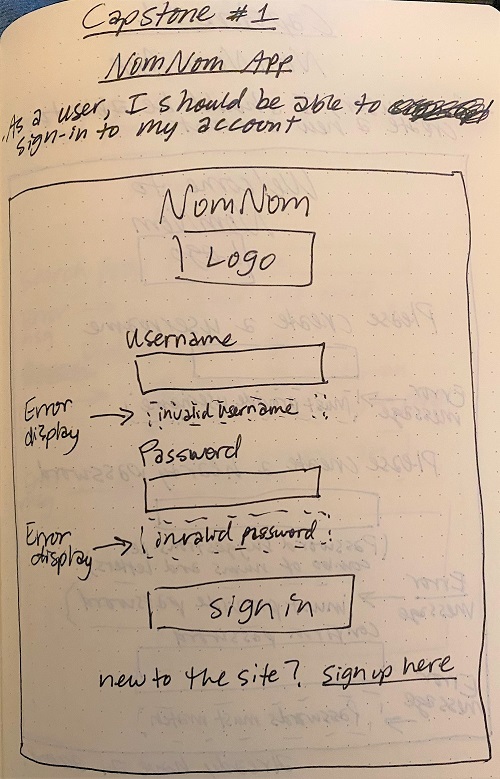 Capstone #1
NomNom App
As a user, I should be able to
sign-in to my account
NomNom
Logo
Username
Error
display
invalid username
Password
Error
display
invalid password
sign in
new to the site? sign up here